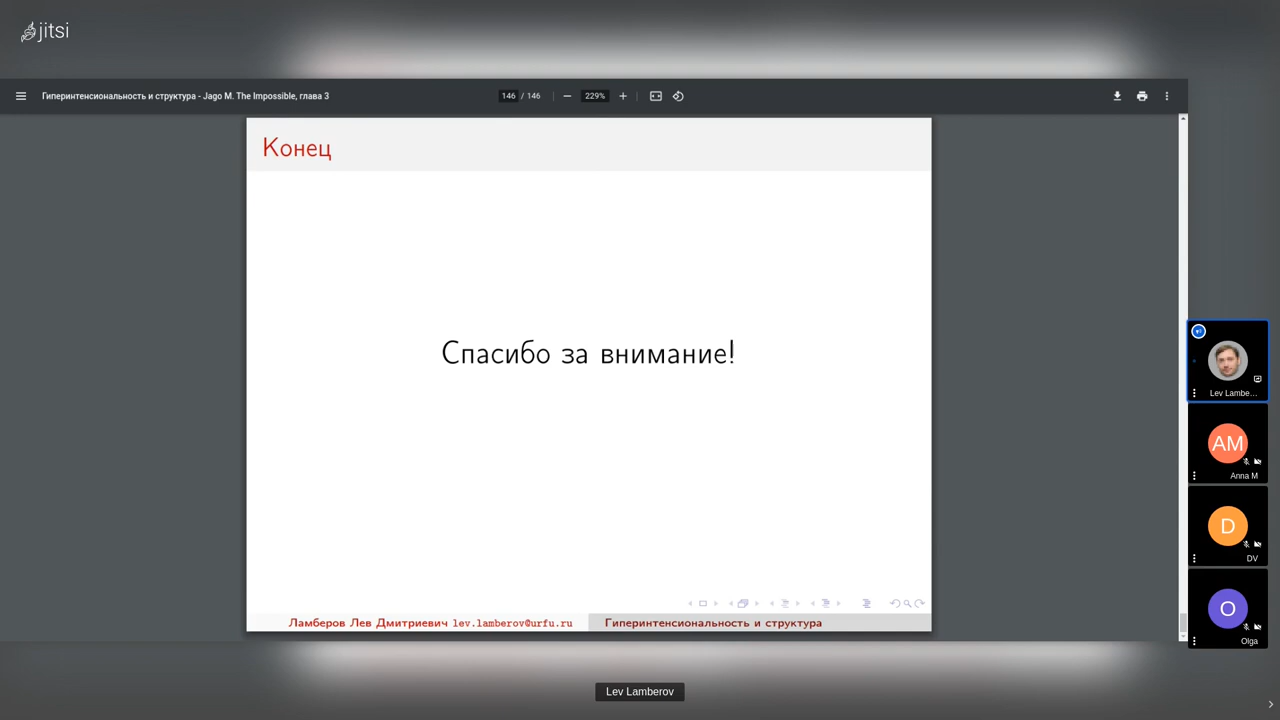 jitsi
Гиперинтенсиональность и структура - Jago M. The Impossible, глава 3
146 / 146
229%
Конец
Спасибо за внимание!
Ламберов Лев Дмитриевич lev.lamberov@urfu.ru
Гиперинтенсиональность и структура
Lev Lambe...
AM
Anna M
D
DV
O
Olga
Lev Lamberov